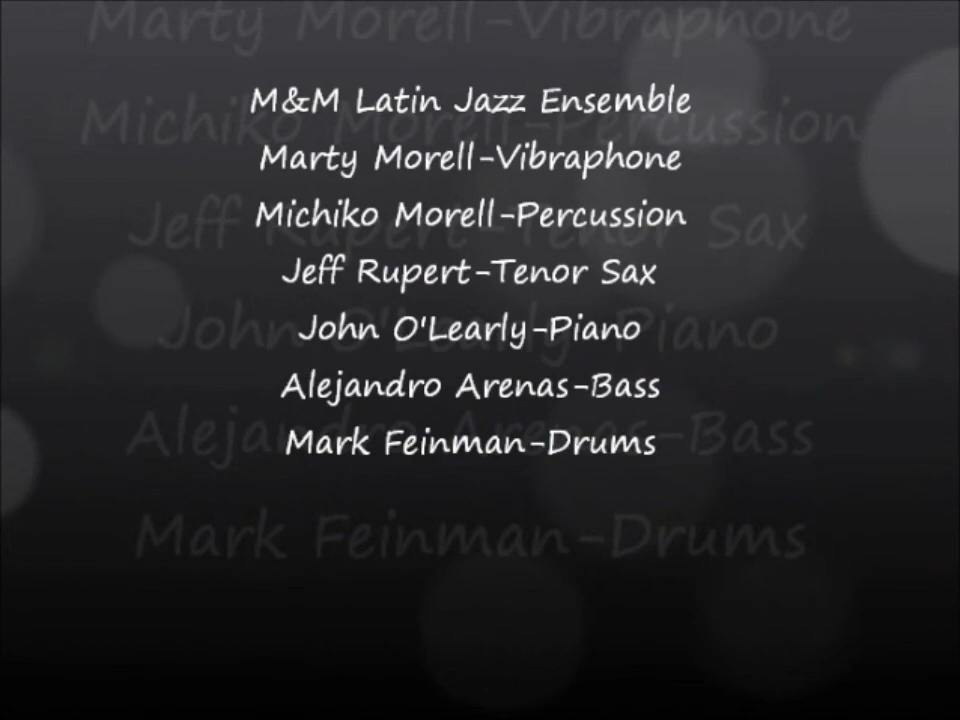 M&M Latin Jazz Ensemble
Marty Morell-Vibraphone
Michiko Morell-Percussion
Jeff Rupert-Tenor Sax
John O'Learly-Piano
Alejandro Arenas-Bass
Mark Feinman-Drums